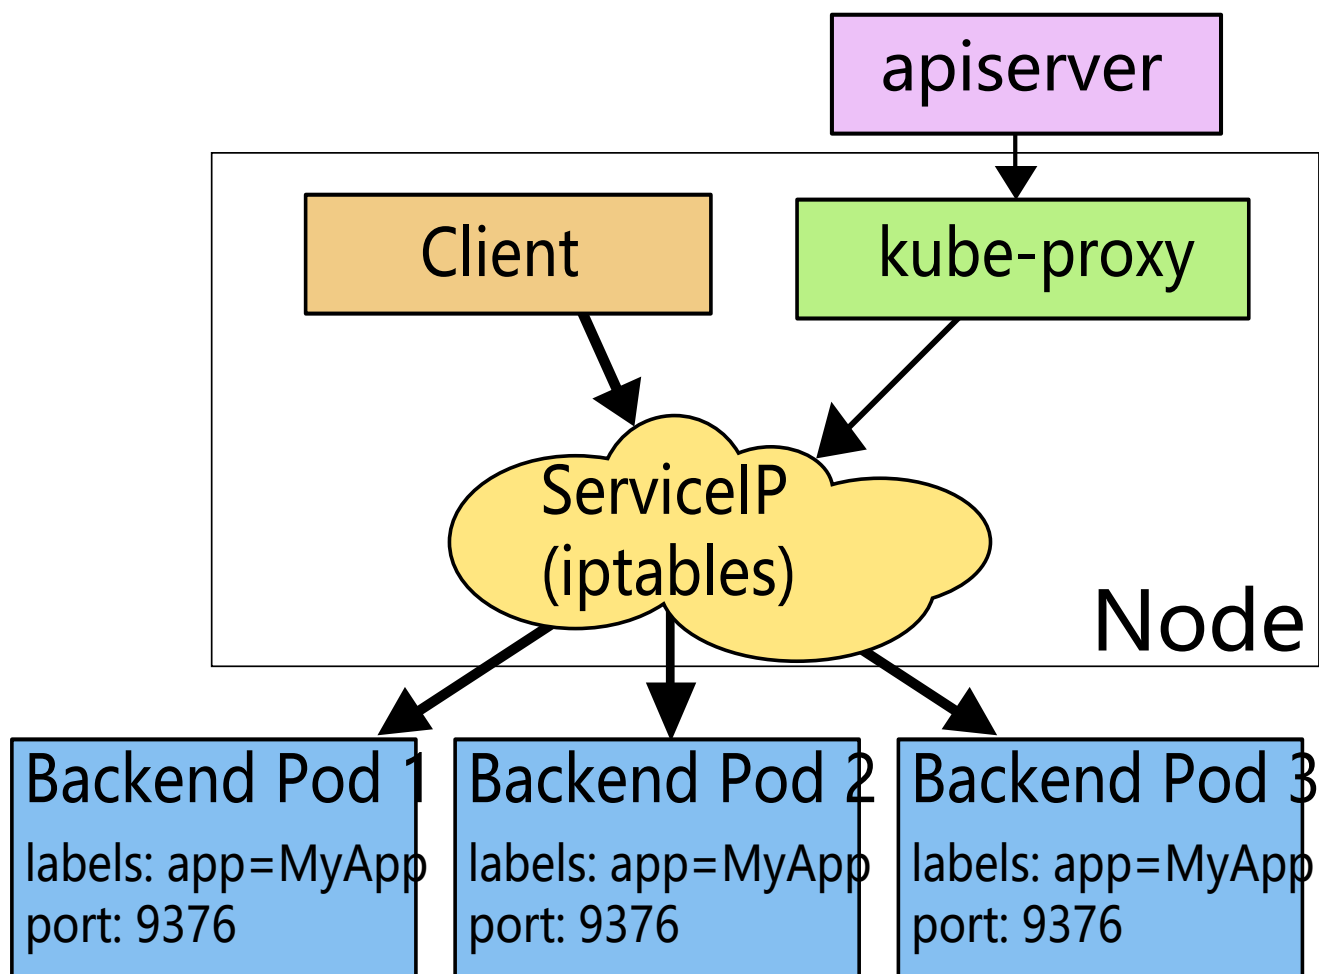 apiserver
Client
kube-proxy
ServiceIP
(iptables)
Node
Backend Pod 1
labels: app=MyApp
port: 9376
Backend Pod 2
labels: app=MyApp
port: 9376
Backend Pod 3
labels: app=MyApp
port: 9376